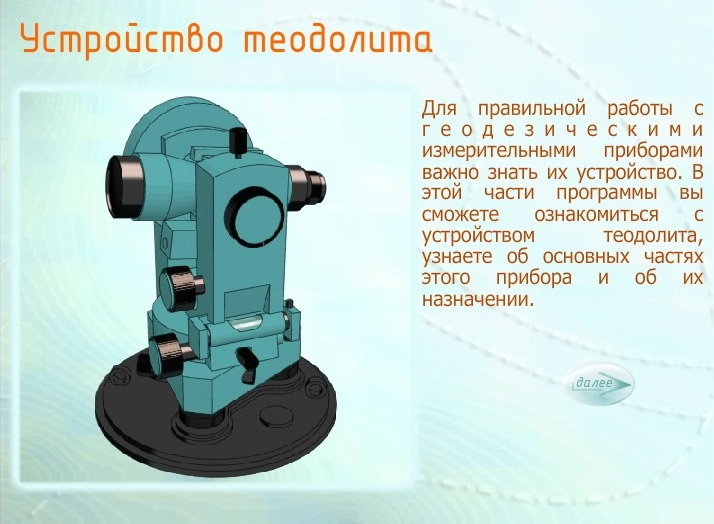 Устройство теодолита
Для правильной работы с
геодезическими
измерительными приборами
важно знать их устройство. В
этой части программы вы
сможете ознакомиться с
устройством теодолита,
узнаете об основных частях
этого прибора и об их
назначении.
далее